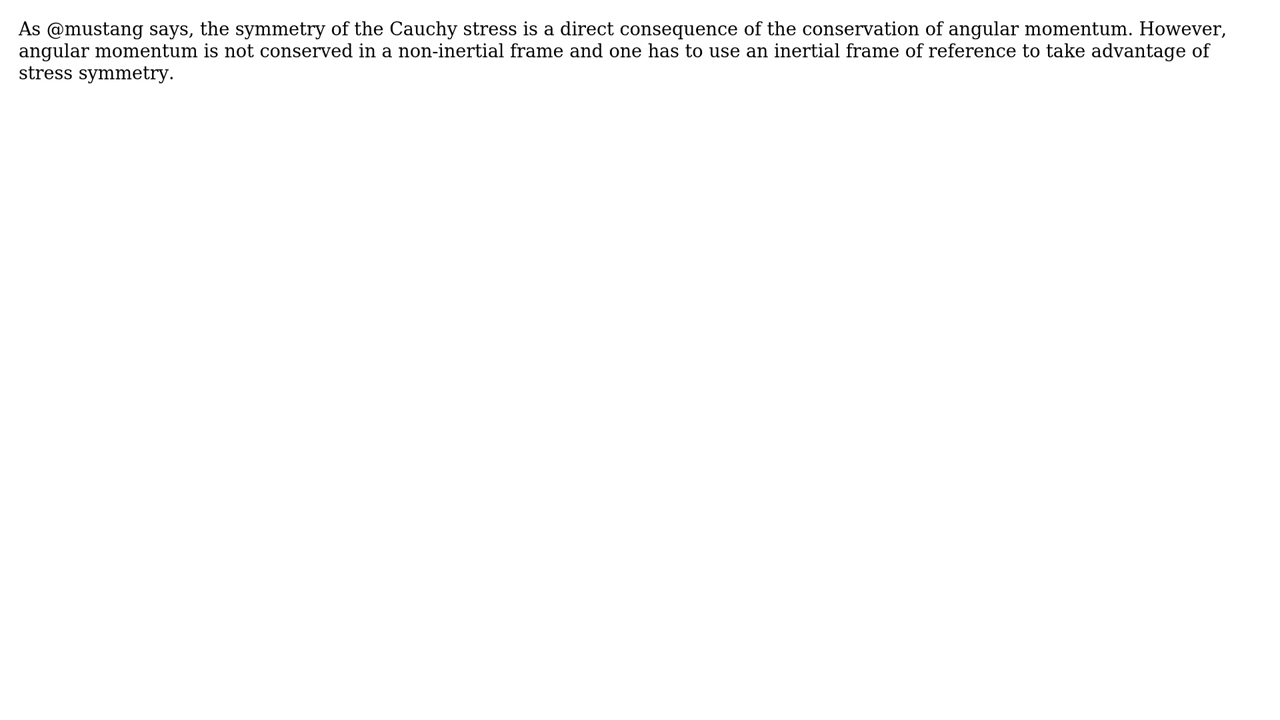 As @mustang says, the symmetry of the Cauchy stress is a direct consequence of the conservation of angular momentum. However,
angular momentum is not conserved in a non-inertial frame and one has to use an inertial frame of reference to take advantage of
stress symmetry.